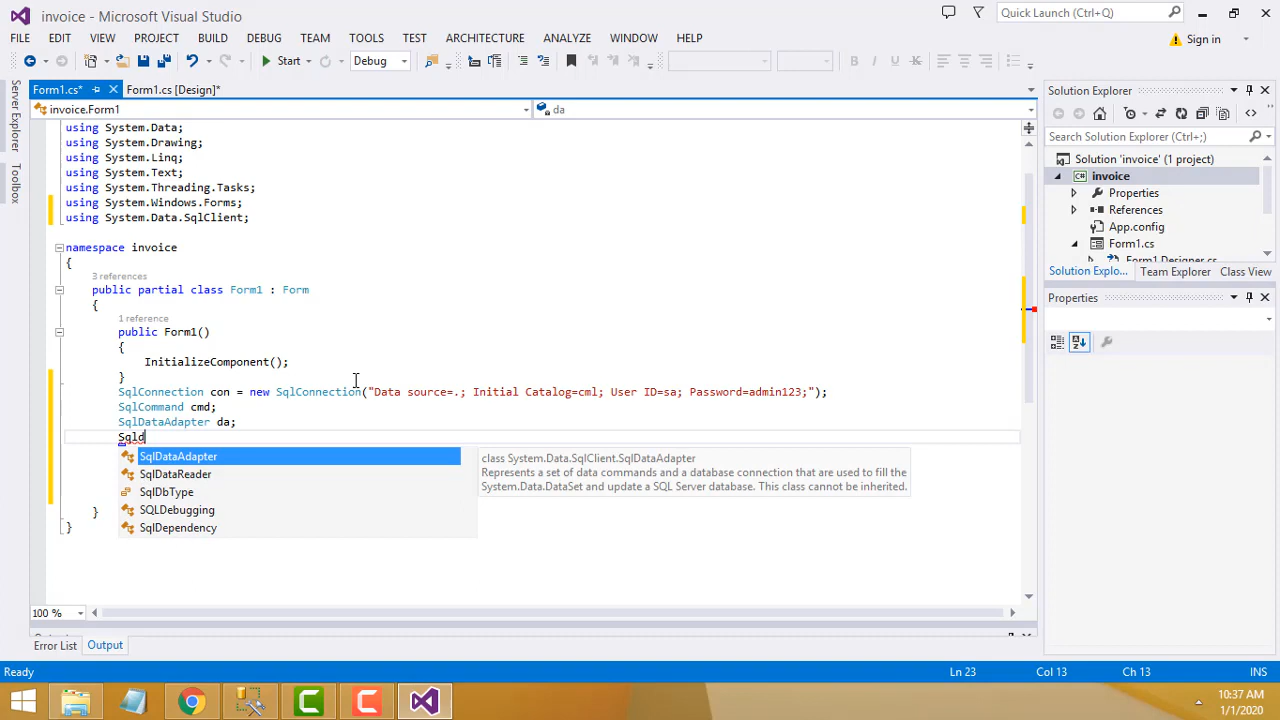 invoice - Microsoft Visual Studio
Quick Launch (Ctrl+Q)
FILE EDIT VIEW PROJECT BUILD DEBUG TEAM TOOLS TEST ARCHITECTURE ANALYZE WINDOW HELP
Sign in
Start Debug
Server Explorer
Toolbox
Form1.cs* Form1.cs [Design]*
invoice.Form1 da
using System.Data;
using System.Drawing;
using System.Linq;
using System.Text;
using System.Threading.Tasks;
using System.Windows.Forms;
using System.Data.SqlClient;
namespace invoice
{
3 references
public partial class Form1 : Form
{
1 reference
public Form1()
{
InitializeComponent();
}
SqlConnection con = new SqlConnection("Data source=.; Initial Catalog=cml; User ID=sa; Password=admin123;");
SqlCommand cmd;
SqlDataAdapter da;
Sqld
SqlDataAdapter
SqlDataReader
SqlDbType
SQLDebugging
SqlDependency
class System.Data.SqlClient.SqlDataAdapter
Represents a set of data commands and a database connection that are used to fill the
System.Data.DataSet and update a SQL Server database. This class cannot be inherited.
}
}
100 %
Error List Output
Solution Explorer
Search Solution Explorer (Ctrl+;)
Solution 'invoice' (1 project)
C# invoice
Properties
References
App.config
Form1.cs
Form1.Designer.cs
Solution Explo... Team Explorer Class View
Properties
Ready Ln 23 Col 13 Ch 13 INS
10:37 AM
1/1/2020